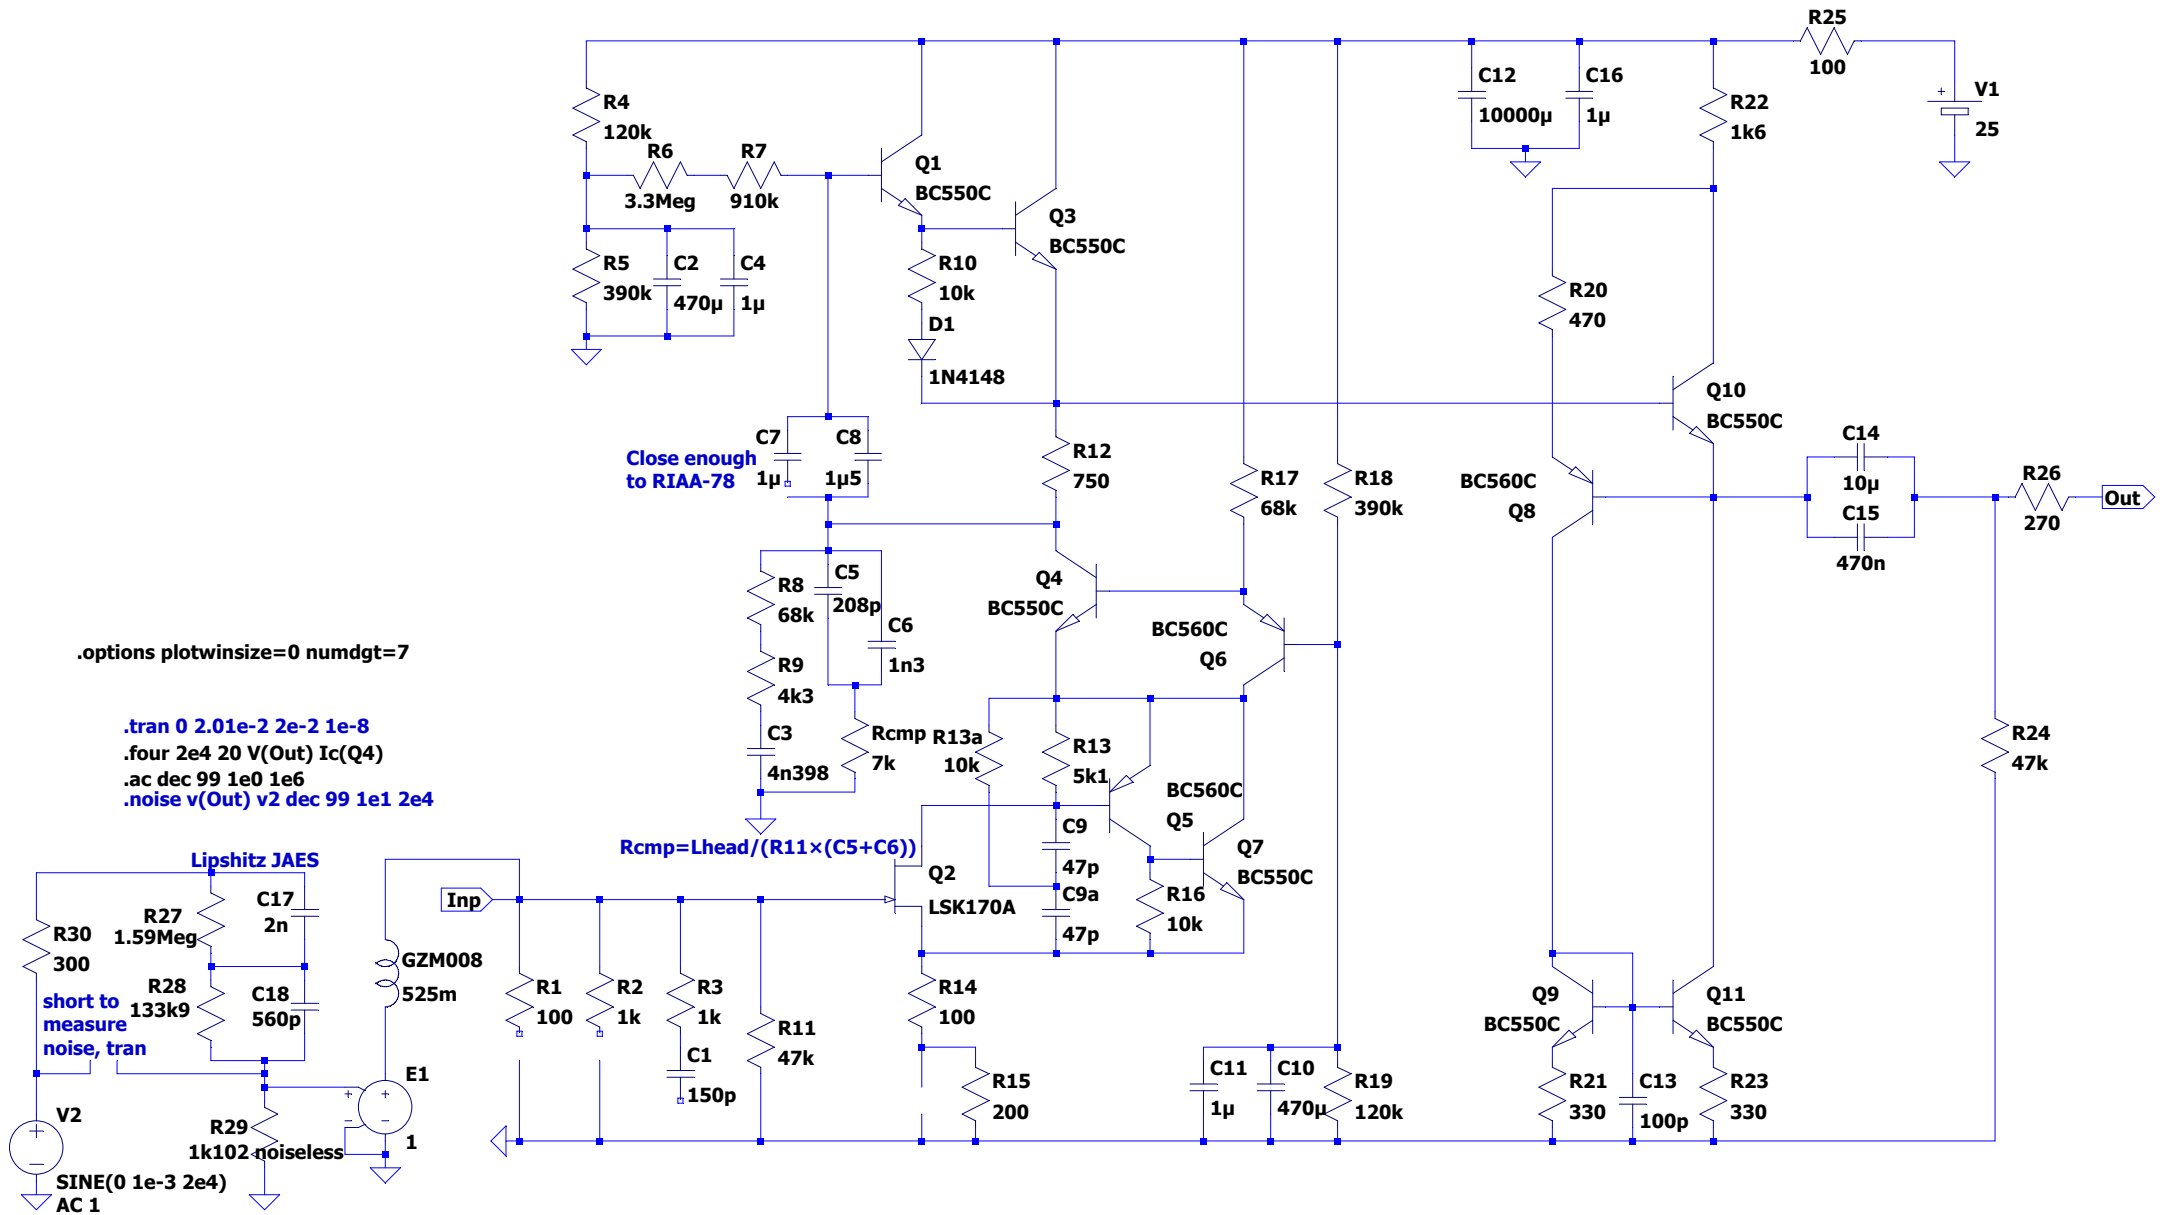 R25
100
R4
120k
C12
10000µ
C16
1µ
R22
1k6
V1
25
+
R6
3.3Meg
R7
910k
Q1
BC550C
Q3
BC550C
R5
390k
C2
470µ
C4
1µ
R10
10k
D1
1N4148
R20
470
Q10
BC550C
Close enough
to RIAA-78
C7
1µ
C8
1µ5
R12
750
R17
68k
R18
390k
BC560C
Q8
C14
10µ
C15
470n
R26
270
Out
R8
68k
C5
208p
C6
1n3
Q4
BC550C
BC560C
Q6
.options plotwinsize=0 numdgt=7
R9
4k3
.tran 0 2.01e-2 2e-2 1e-8
.four 2e4 20 V(Out) Ic(Q4)
.ac dec 99 1e0 1e6
.noise v(Out) v2 dec 99 1e1 2e4
C3
4n398
Rcmp
7k
R13a
10k
R13
5k1
BC560C
Q5
R24
47k
Rcmp=Lhead/(R11×(C5+C6))
C9
47p
C9a
47p
Q7
BC550C
R16
10k
Lipshitz JAES
Inp
Q2
LSK170A
R30
300
R27
1.59Meg
C17
2n
R28
133k9
C18
560p
GZM008
525m
short to
measure
noise, tran
R1
100
R2
1k
R3
1k
C1
150p
R11
47k
R14
100
R15
200
Q9
BC550C
Q11
BC550C
C11
1µ
C10
470µ
R19
120k
R21
330
C13
100p
R23
330
E1
1
+
−
+
−
V2
+
−
SINE(0 1e-3 2e4)
AC 1
R29
1k102 noiseless